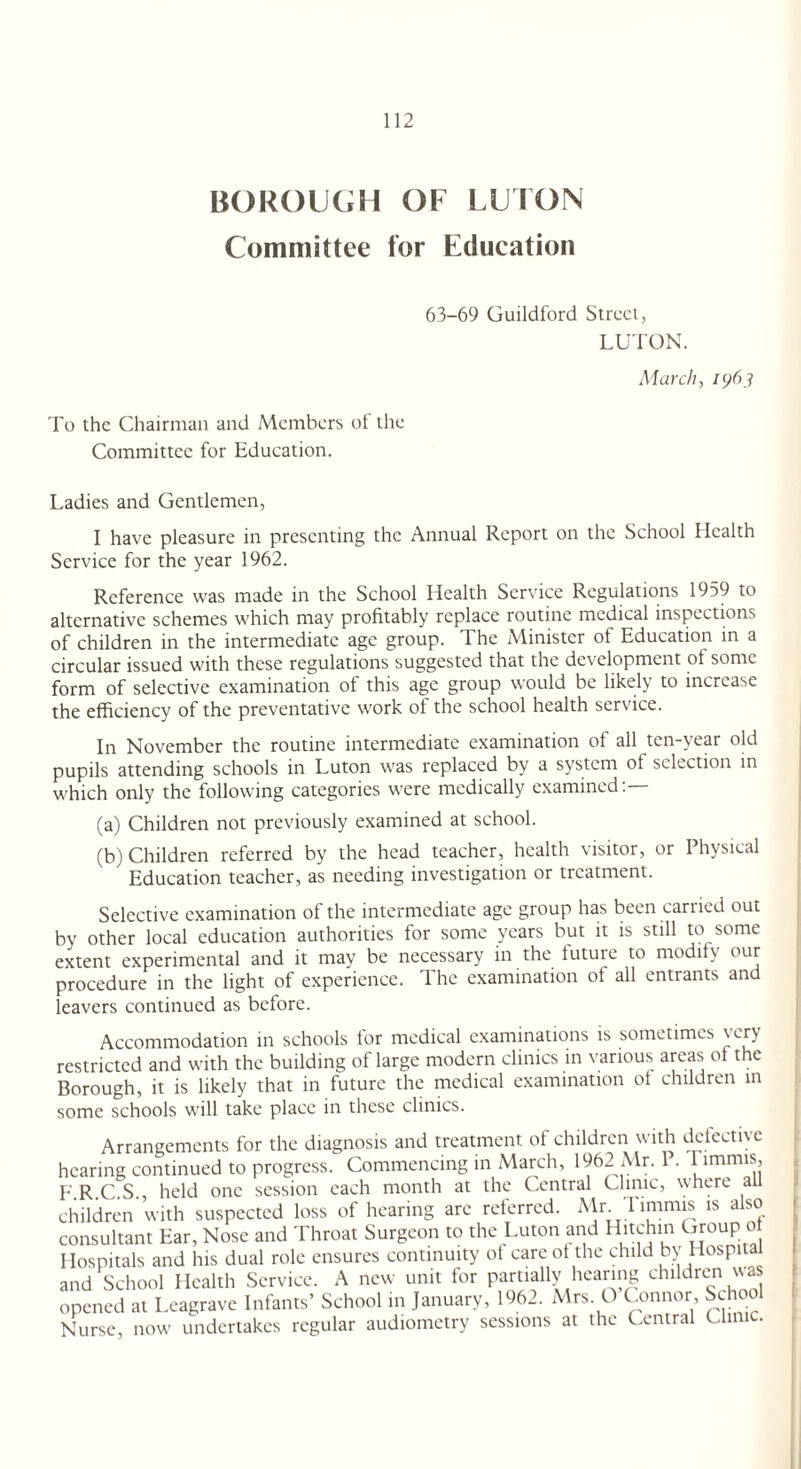 112
BOROUGH OF LUTON
Committee for Education
63-69 Guildford Street,
LUTON.
March, 1963
To the Chairman and Members of the
Committee for Education.
Ladies and Gentlemen,
I have pleasure in presenting the Annual Report on the School Health
Service for the year 1962.
Reference was made in the School Health Service Regulations 1959 to
alternative schemes which may profitably replace routine medical inspections
of children in the intermediate age group. The Minister of Education in a
circular issued with these regulations suggested that the development of some
form of selective examination of this age group would be likely to increase
the efficiency of the preventative work of the school health service.
In November the routine intermediate examination of all ten-year old
pupils attending schools in Luton was replaced by a system of selection in
which only the following categories were medically examined:—
(a) Children not previously examined at school.
(b) Children referred by the head teacher, health visitor, or Physical
Education teacher, as needing investigation or treatment.
Selective examination of the intermediate age group has been carried out
by other local education authorities for some years but it is still to some
extent experimental and it may be necessary in the future to modify our
procedure in the light of experience. The examination of all entrants and
leavers continued as before.
Accommodation in schools for medical examinations is sometimes very
restricted and with the building of large modern clinics in various areas of the
Borough, it is likely that in future the medical examination of children in
some schools will take place in these clinics.
Arrangements for the diagnosis and treatment of children with defective
hearing continued to progress. Commencing in March, 1962 Mr. P. Timmis,
F.R.C.S., held one session each month at the Central Clinic, where all
children with suspected loss of hearing are referred. Mr. Timmis is also
consultant Ear, Nose and Throat Surgeon to the Luton and Hitchin Group of
Hospitals and his dual role ensures continuity of care of the child by Hospital
and School Health Service. A new unit for partially hearing children was
opened at Leagrave Infants' School in January, 1962. Mrs. O'Connor, School
Nurse, now undertakes regular audiometry sessions at the Central Clinic.